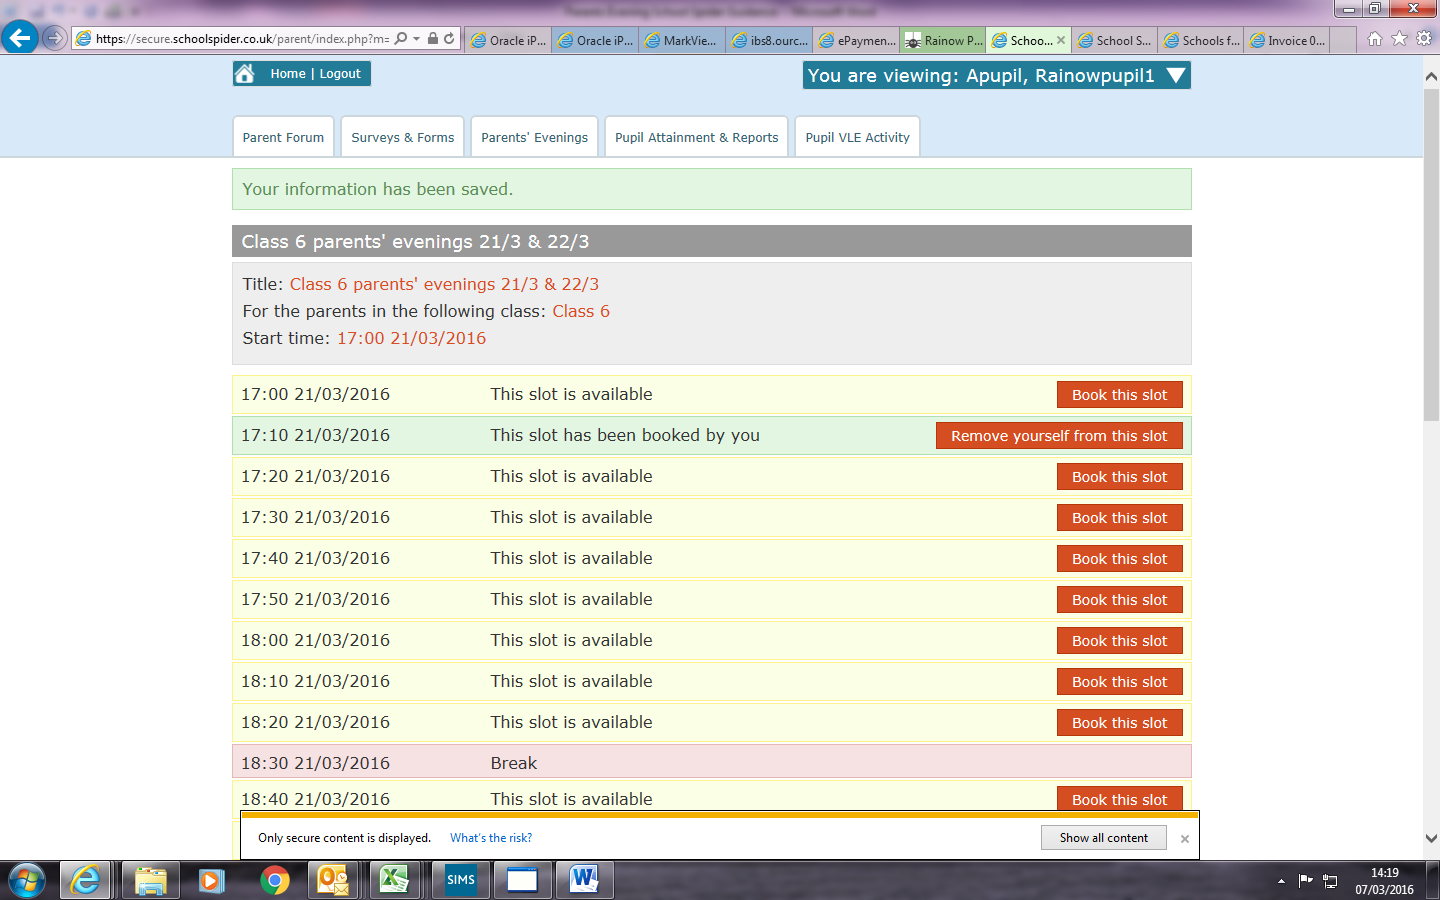 Parents Evening School Spider Guidance - Microsoft Word
https://secure.schoolspider.co.uk/parent/index.php?m=
Oracle iP...
Oracle iP...
MarkVie...
ibs8.ourc...
ePaymen...
Rainow P...
Schoo...
School S...
Schools f...
Invoice 0...
Home | Logout
You are viewing: Apupil, Rainowpupil1
Parent Forum
Surveys & Forms
Parents' Evenings
Pupil Attainment & Reports
Pupil VLE Activity
Your information has been saved.
Class 6 parents' evenings 21/3 & 22/3
Title: Class 6 parents' evenings 21/3 & 22/3
For the parents in the following class: Class 6
Start time: 17:00 21/03/2016
17:00 21/03/2016 This slot is available Book this slot
17:10 21/03/2016 This slot has been booked by you Remove yourself from this slot
17:20 21/03/2016 This slot is available Book this slot
17:30 21/03/2016 This slot is available Book this slot
17:40 21/03/2016 This slot is available Book this slot
17:50 21/03/2016 This slot is available Book this slot
18:00 21/03/2016 This slot is available Book this slot
18:10 21/03/2016 This slot is available Book this slot
18:20 21/03/2016 This slot is available Book this slot
18:30 21/03/2016 Break
18:40 21/03/2016 This slot is available Book this slot
Only secure content is displayed. What's the risk? Show all content
SIMS
14:19
07/03/2016